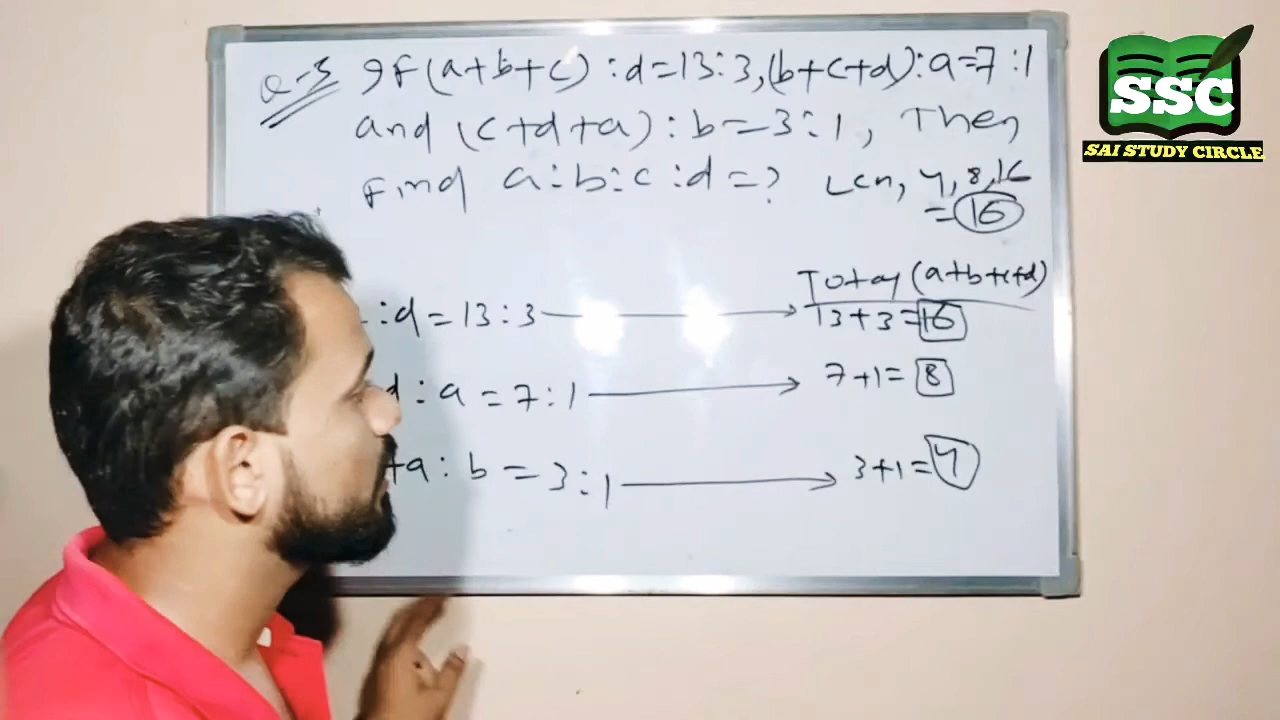 Q-3 If (a+b+c) : d = 13 : 3, (b+c+d) : a = 7 : 1
and (c+d+a) : b = 3 : 1, Then
Find a : b : c : d = ? LCM, 4, 8, 16
= 16
Total (a+b+c+d)
: d = 13 : 3 → 13+3 = 16
d : a = 7 : 1 → 7+1 = 8
+a : b = 3 : 1 → 3+1 = 4
SSC
SAI STUDY CIRCLE